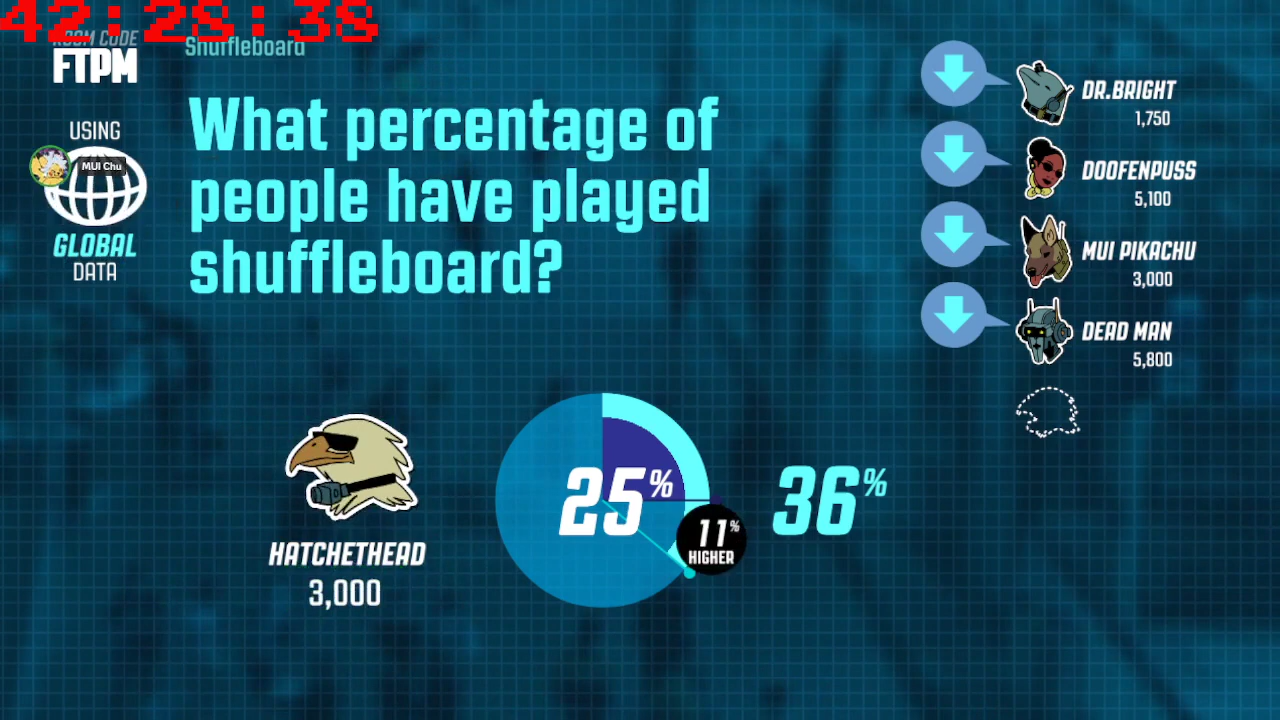 42:28:38
ROOM CODE
FTPM
USING
MUI Chu
GLOBAL
DATA
Shuffleboard
What percentage of
people have played
shuffleboard?
DR.BRIGHT
1,750
DOOFENPUSS
5,100
MUI PIKACHU
3,000
DEAD MAN
5,800
HATCHETHEAD
3,000
25%
11%
HIGHER
36%